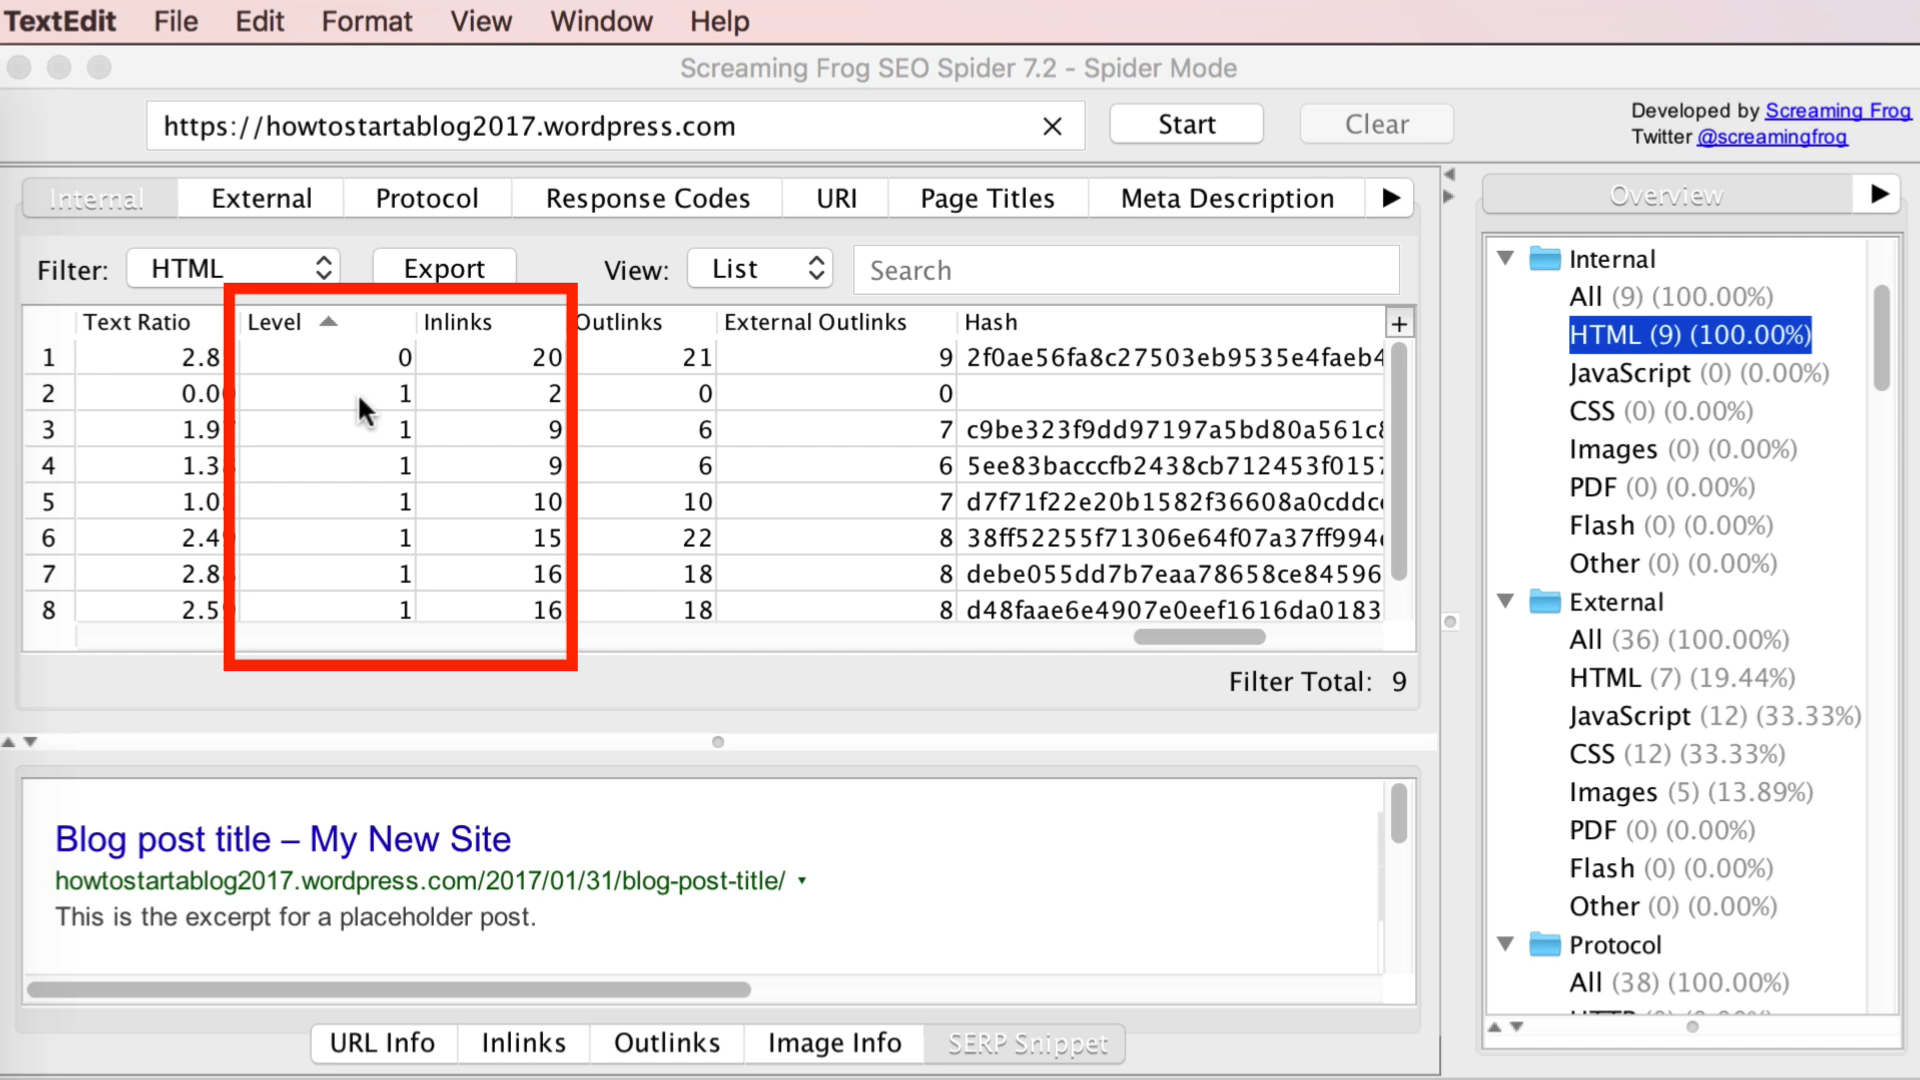 TextEdit File Edit Format View Window Help
Screaming Frog SEO Spider 7.2 - Spider Mode
https://howtostartablog2017.wordpress.com × Start Clear
Developed by Screaming Frog
Twitter @screamingfrog
Internal External Protocol Response Codes URI Page Titles Meta Description
Filter: HTML Export View: List Search
Text Ratio Level Inlinks Outlinks External Outlinks Hash +
1 2.8 0 20 21 9 2f0ae56fa8c27503eb9535e4faeb4
2 0.0 1 2 0 0
3 1.9 1 9 6 7 c9be323f9dd97197a5bd80a561c
4 1.3 1 9 6 6 5ee83bacccfb2438cb712453f0157
5 1.0 1 10 10 7 d7f71f22e20b1582f36608a0cddc
6 2.4 1 15 22 8 38ff52255f71306e64f07a37ff994
7 2.8 1 16 18 8 debe055dd7b7eaa78658ce84596
8 2.5 1 16 18 8 d48faae6e4907e0eef1616da0183
Filter Total: 9
Blog post title – My New Site
howtostartablog2017.wordpress.com/2017/01/31/blog-post-title/
This is the excerpt for a placeholder post.
URL Info Inlinks Outlinks Image Info SERP Snippet
Overview
Internal
All (9) (100.00%)
HTML (9) (100.00%)
JavaScript (0) (0.00%)
CSS (0) (0.00%)
Images (0) (0.00%)
PDF (0) (0.00%)
Flash (0) (0.00%)
Other (0) (0.00%)
External
All (36) (100.00%)
HTML (7) (19.44%)
JavaScript (12) (33.33%)
CSS (12) (33.33%)
Images (5) (13.89%)
PDF (0) (0.00%)
Flash (0) (0.00%)
Other (0) (0.00%)
Protocol
All (38) (100.00%)